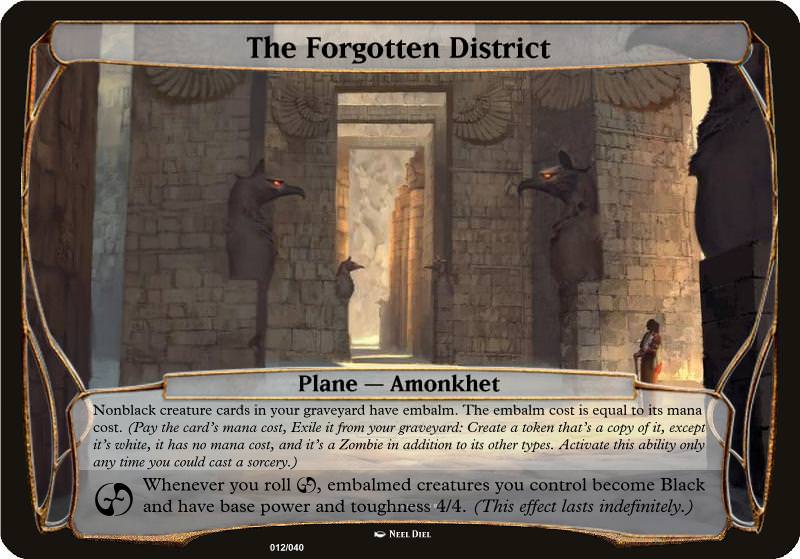 The Forgotten District
Plane — Amonkhet
Nonblack creature cards in your graveyard have embalm. The embalm cost is equal to its mana
cost. (Pay the card's mana cost, Exile it from your graveyard: Create a token that's a copy of it, except
it's white, it has no mana cost, and it's a Zombie in addition to its other types. Activate this ability only
any time you could cast a sorcery.)
Whenever you roll , embalmed creatures you control become Black
and have base power and toughness 4/4. (This effect lasts indefinitely.)
Neel Diel
012/040